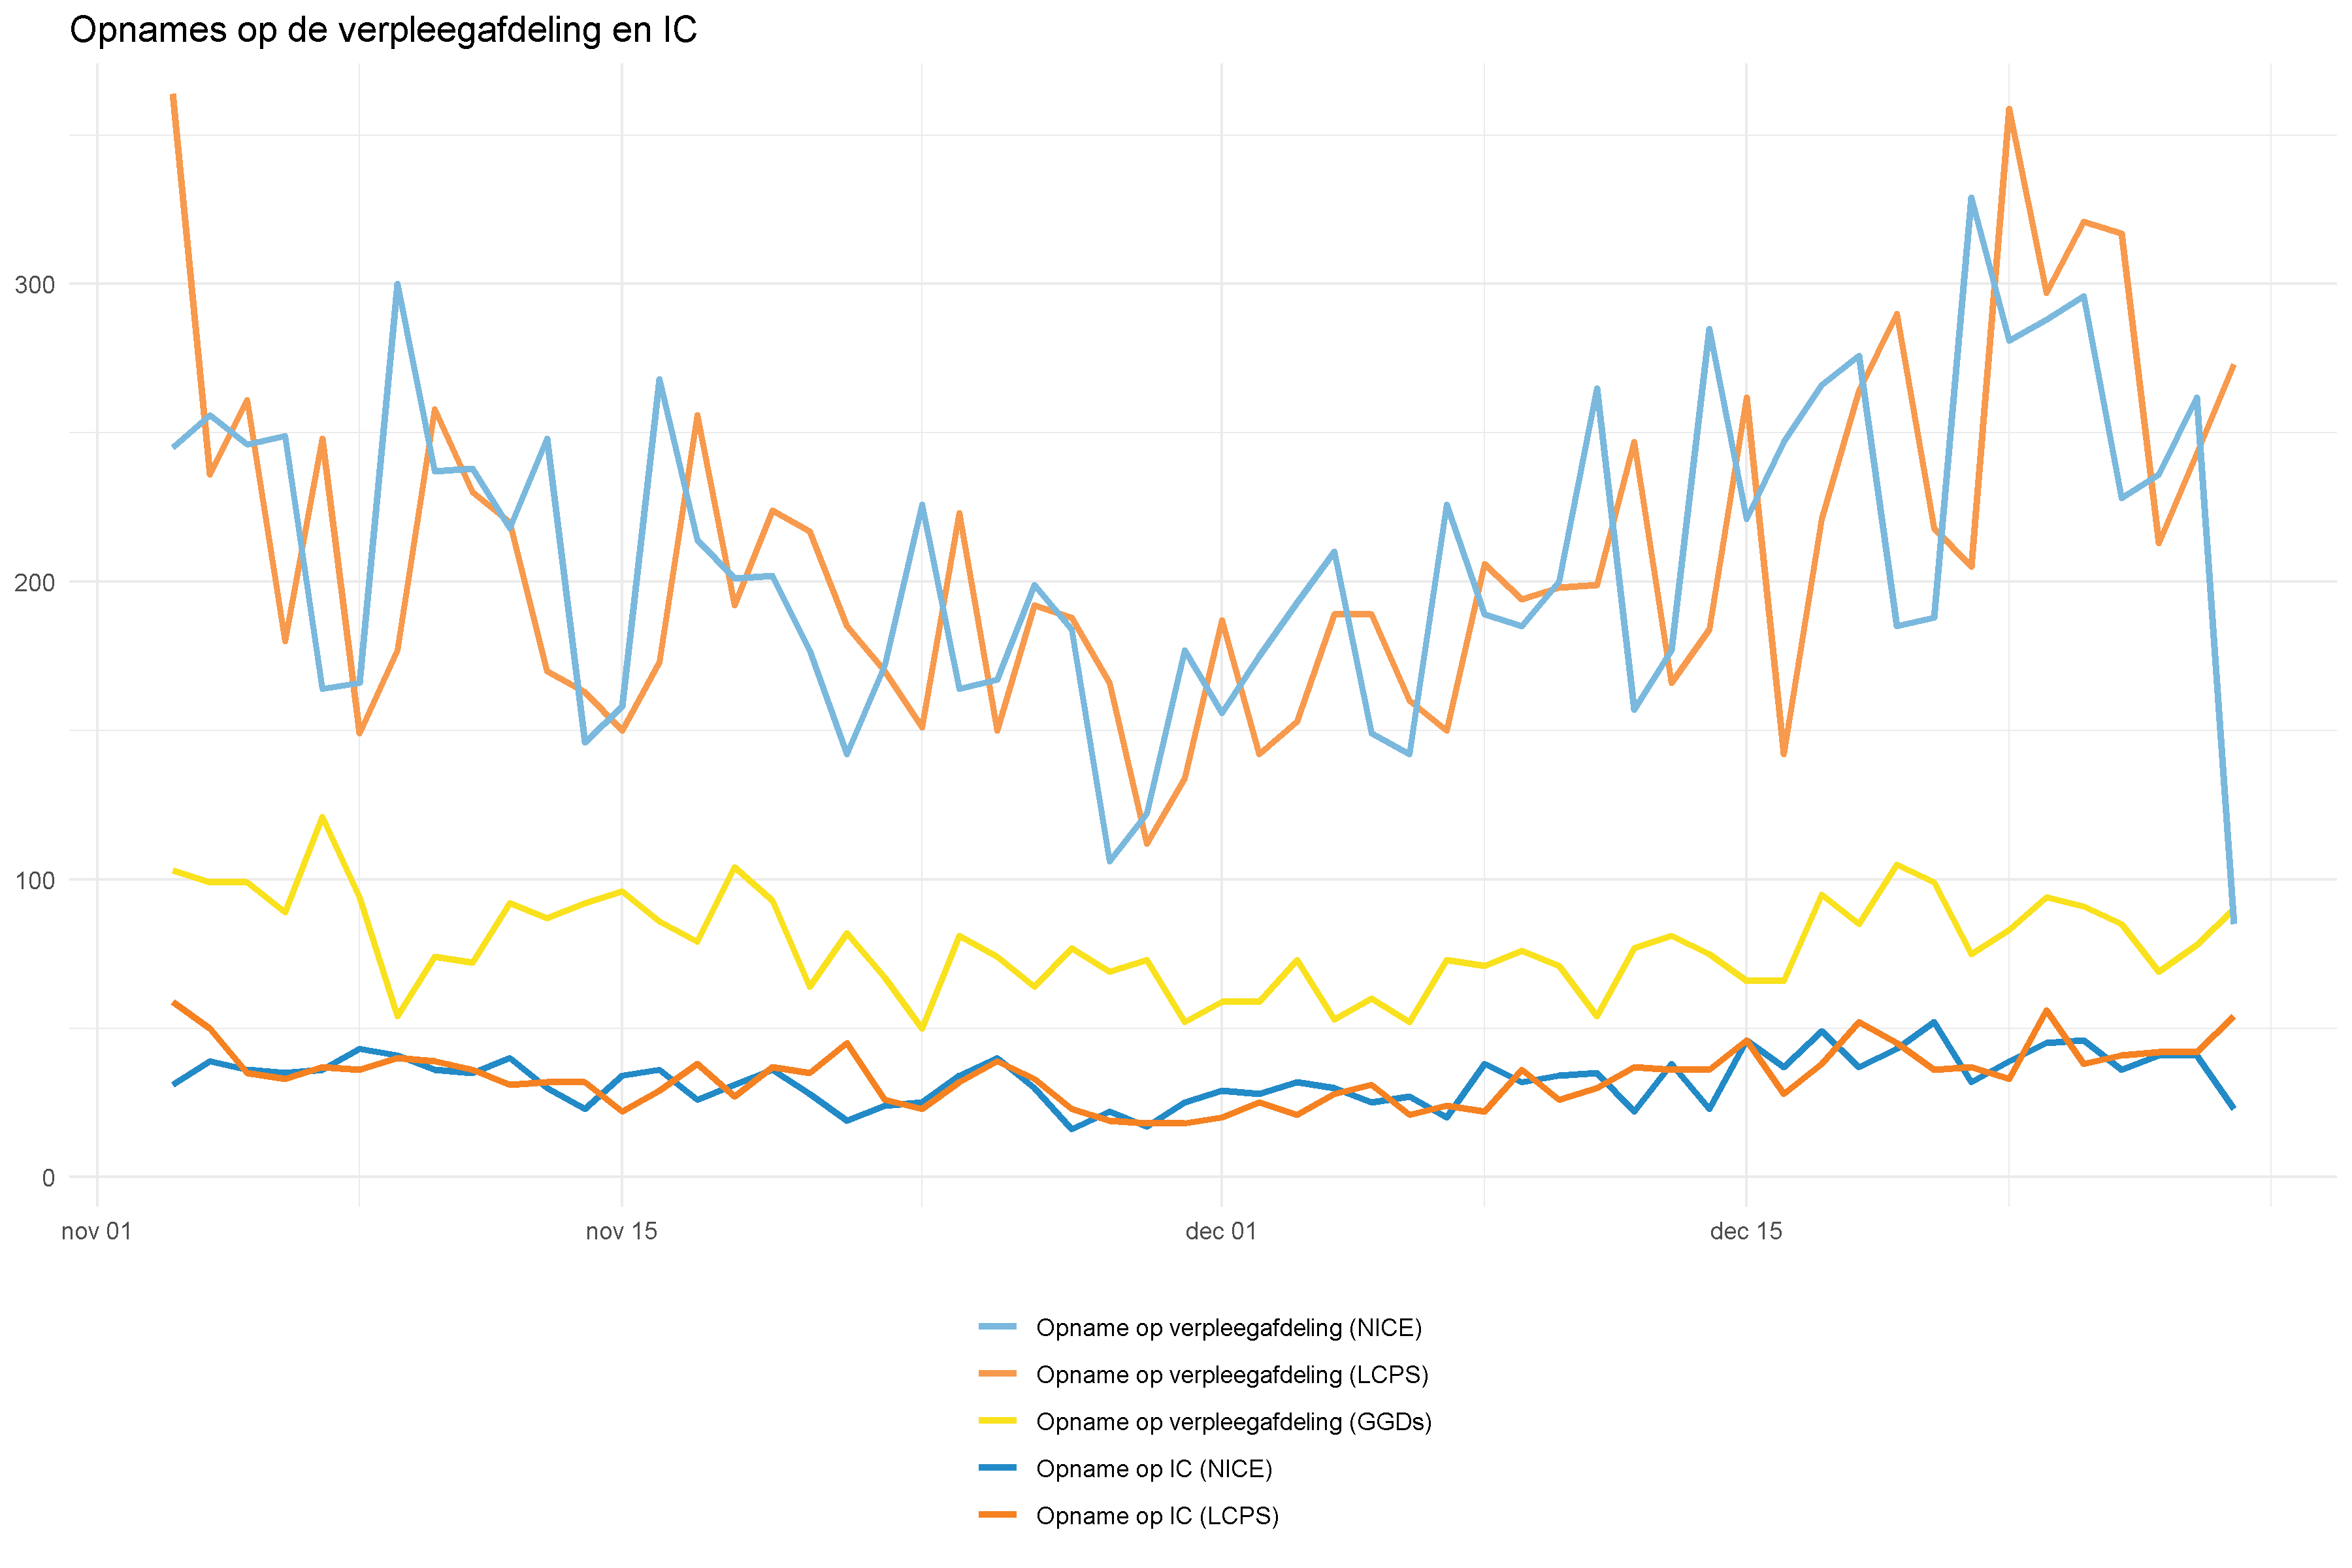 Opnames op de verpleegafdeling en IC
300
200
100
0
nov 01
nov 15
dec 01
dec 15
Opname op verpleegafdeling (NICE)
Opname op verpleegafdeling (LCPS)
Opname op verpleegafdeling (GGDs)
Opname op IC (NICE)
Opname op IC (LCPS)